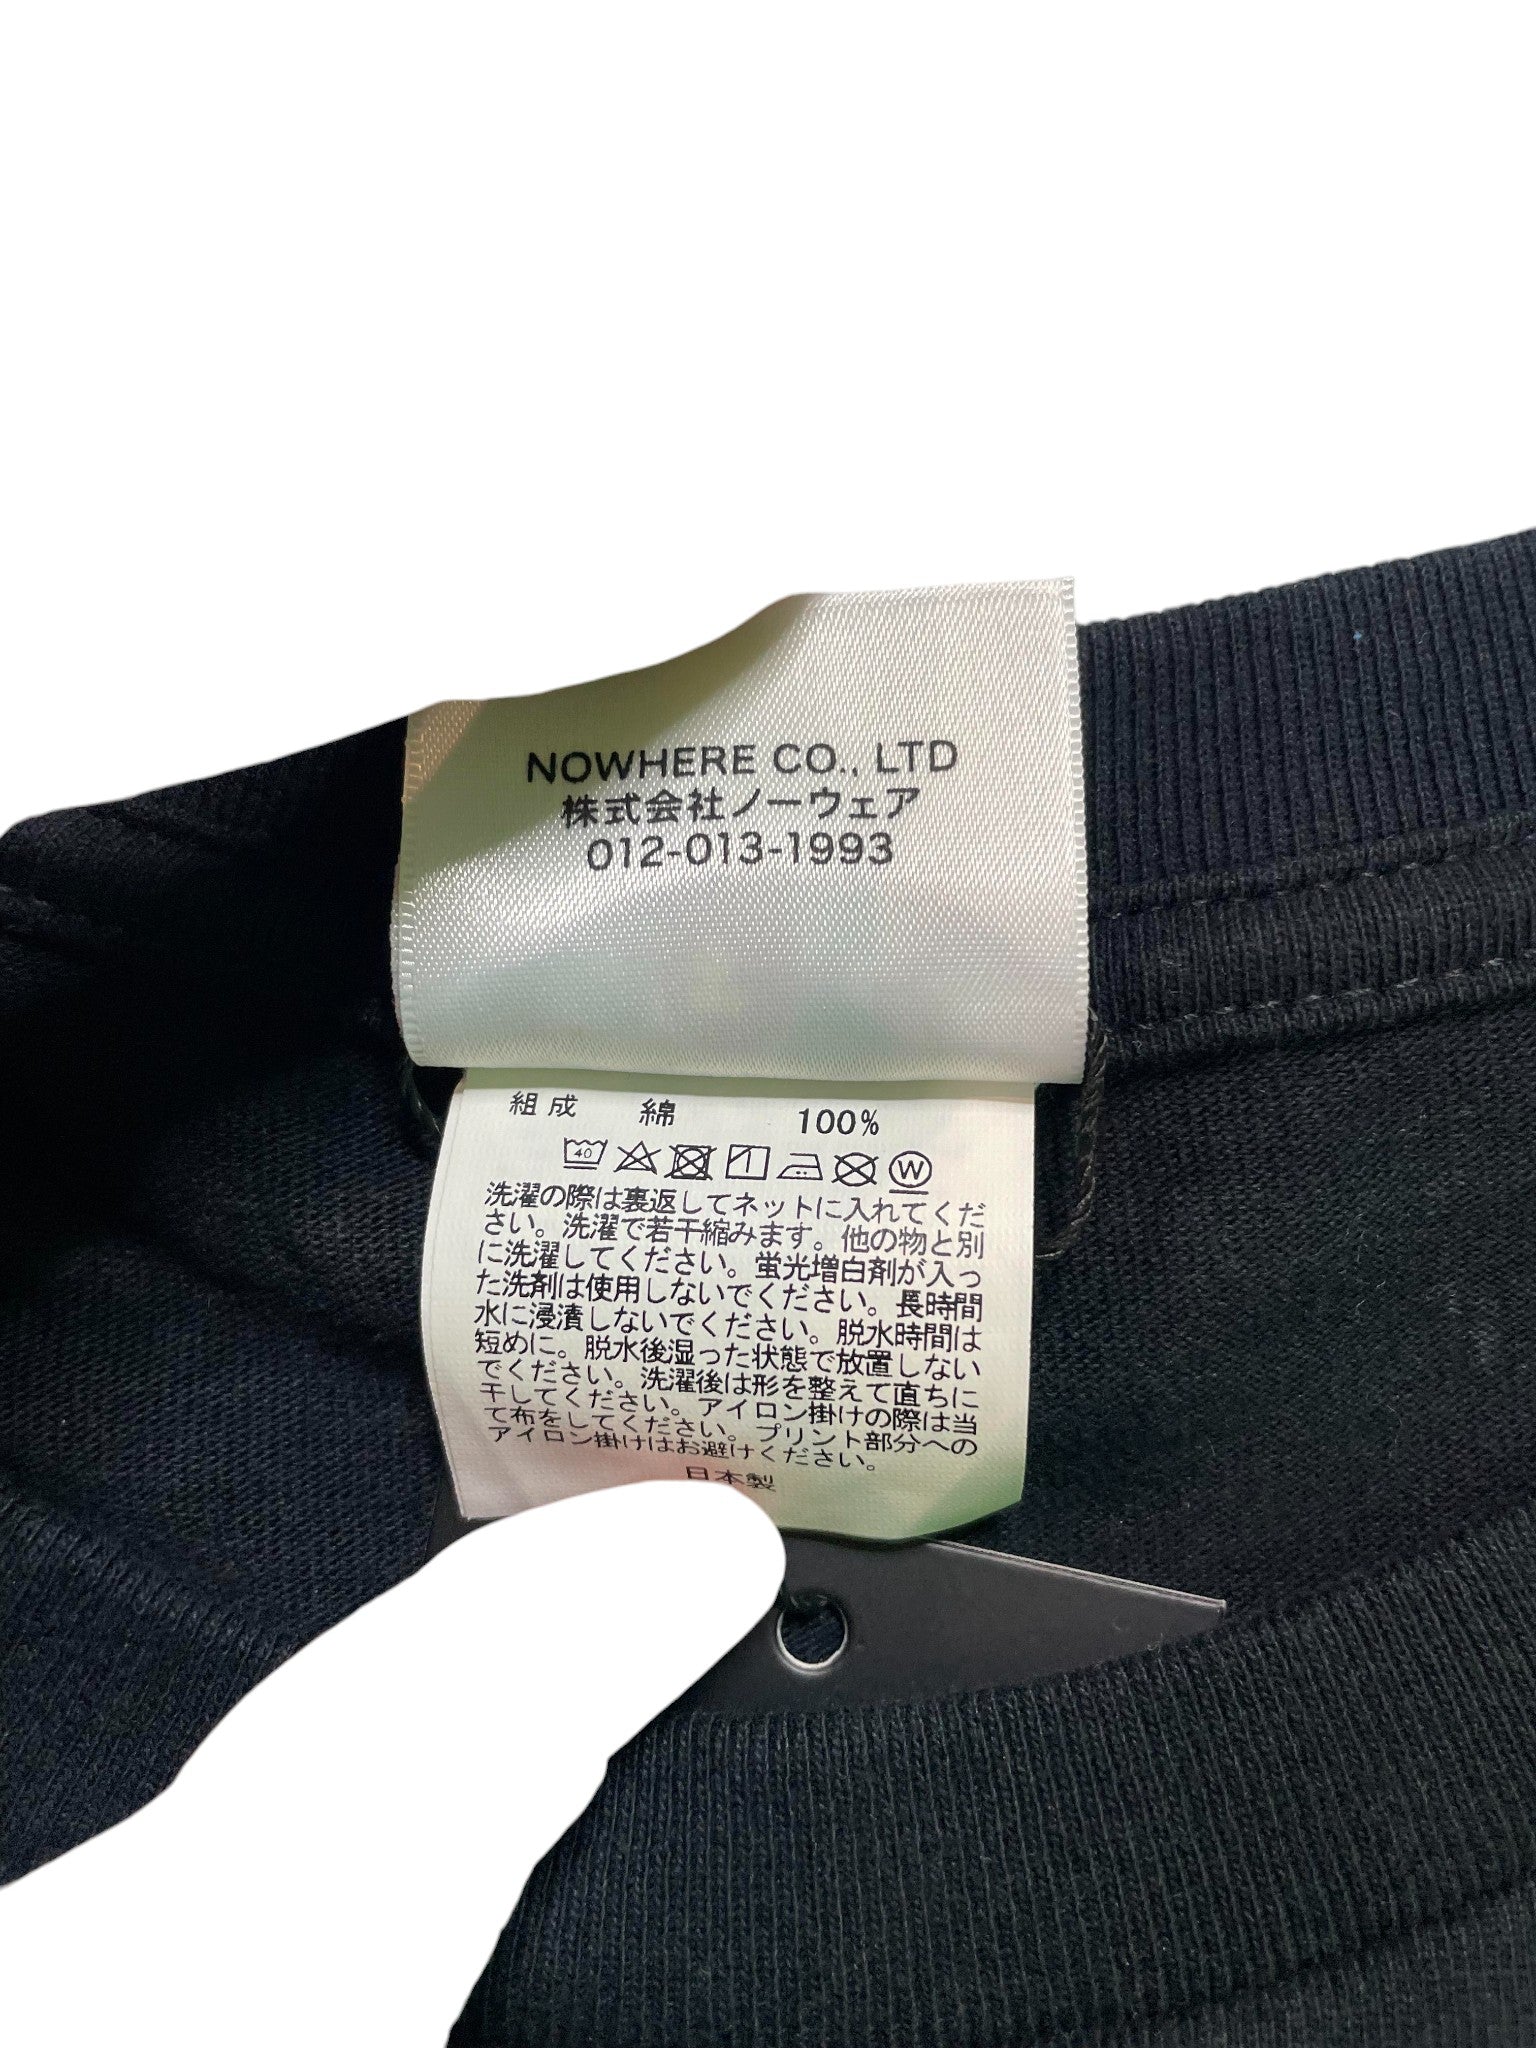 NOWHERE CO., LTD
株式会社ノーウェア
012-013-1993
組成 綿 100%
40
W
洗濯の際は裏返してネットに入れてくだ
さい。洗濯で若干縮みます。他の物と別
に洗濯してください。蛍光増白剤が入っ
た洗剤は使用しないでください。長時間
水に浸漬しないでください。脱水時間は
短めに。脱水後湿った状態で放置しない
でください。洗濯後は形を整えて直ちに
干してください。アイロン掛けの際は当
て布をしてください。プリント部分への
アイロン掛けはお避けください。
日本製